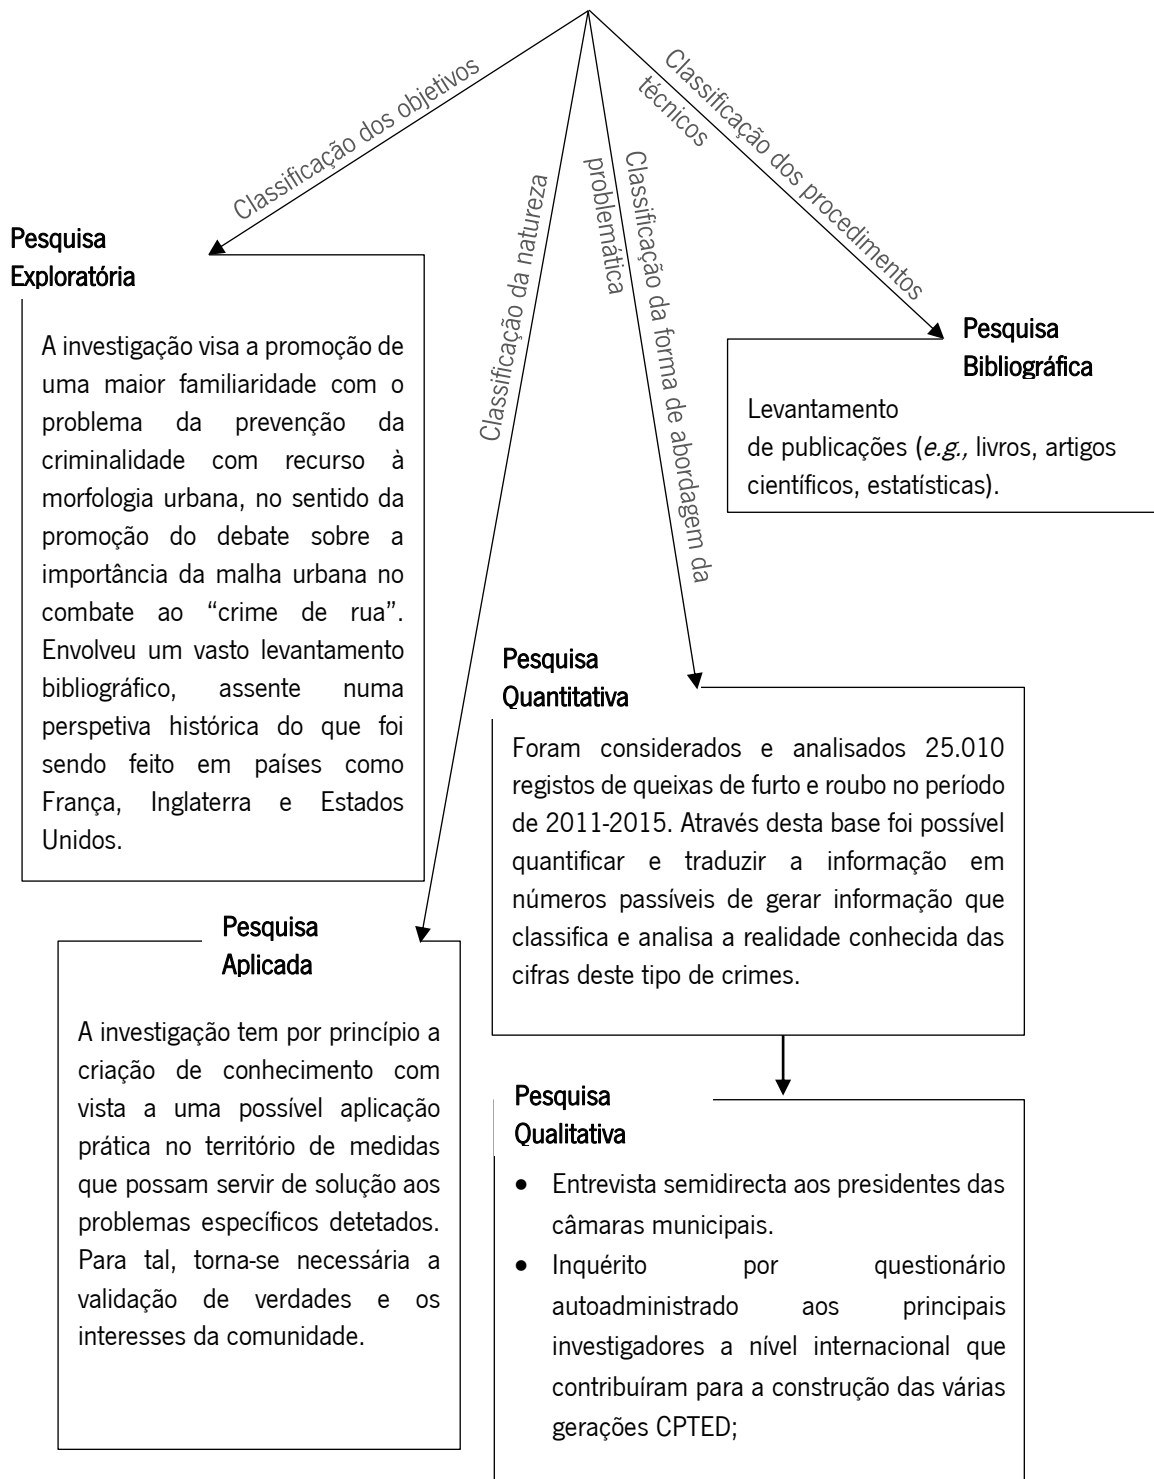 Classificação dos objetivos
Classificação da natureza
Classificação da forma de abordagem da
problemática
Classificação dos procedimentos
técnicos
Pesquisa
Exploratória
A investigação visa a promoção de
uma maior familiaridade com o
problema da prevenção da
criminalidade com recurso à
morfologia urbana, no sentido da
promoção do debate sobre a
importância da malha urbana no
combate ao “crime de rua”.
Envolveu um vasto levantamento
bibliográfico, assente numa
perspetiva histórica do que foi
sendo feito em países como
França, Inglaterra e Estados
Unidos.
Pesquisa
Bibliográfica
Levantamento
de publicações (e.g., livros, artigos
científicos, estatísticas).
Pesquisa
Quantitativa
Foram considerados e analisados 25.010
registos de queixas de furto e roubo no período
de 2011-2015. Através desta base foi possível
quantificar e traduzir a informação em
números passíveis de gerar informação que
classifica e analisa a realidade conhecida das
cifras deste tipo de crimes.
Pesquisa
Aplicada
A investigação tem por princípio a
criação de conhecimento com
vista a uma possível aplicação
prática no território de medidas
que possam servir de solução aos
problemas específicos detetados.
Para tal, torna-se necessária a
validação de verdades e os
interesses da comunidade.
Pesquisa
Qualitativa
• Entrevista semidirecta aos presidentes das
câmaras municipais.
• Inquérito por questionário
autoadministrado aos principais
investigadores a nível internacional que
contribuíram para a construção das várias
gerações CPTED;